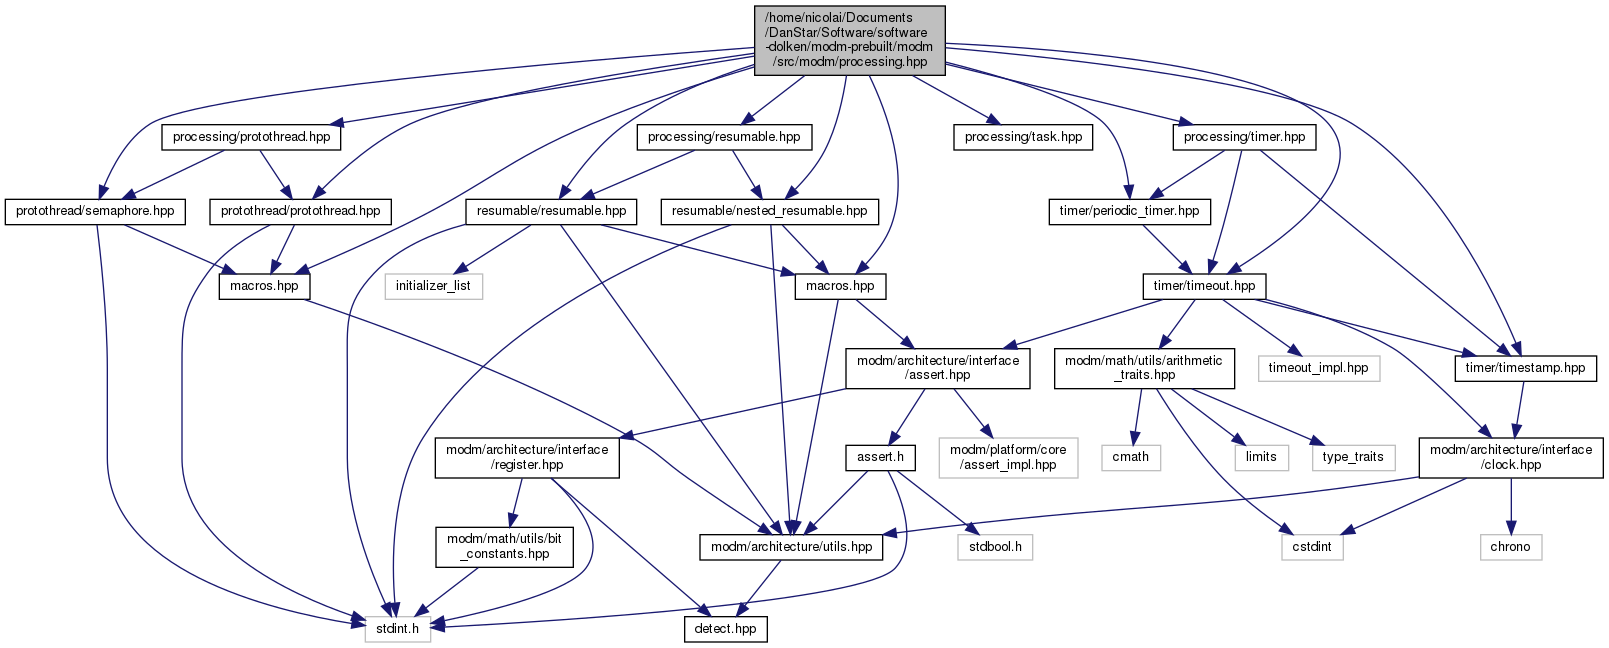 /home/nicolai/Documents
/DanStar/Software/software
-dolken/modm-prebuilt/modm
/src/modm/processing.hpp
processing/protothread.hpp
processing/resumable.hpp
processing/task.hpp
processing/timer.hpp
protothread/semaphore.hpp
protothread/protothread.hpp
resumable/resumable.hpp
resumable/nested_resumable.hpp
timer/periodic_timer.hpp
macros.hpp
initializer_list
macros.hpp
timer/timeout.hpp
modm/architecture/interface
/assert.hpp
modm/math/utils/arithmetic
_traits.hpp
timeout_impl.hpp
timer/timestamp.hpp
modm/architecture/interface
/register.hpp
assert.h
modm/platform/core
/assert_impl.hpp
cmath
limits
type_traits
modm/architecture/interface
/clock.hpp
modm/math/utils/bit
_constants.hpp
modm/architecture/utils.hpp
stdbool.h
cstdint
chrono
stdint.h
detect.hpp